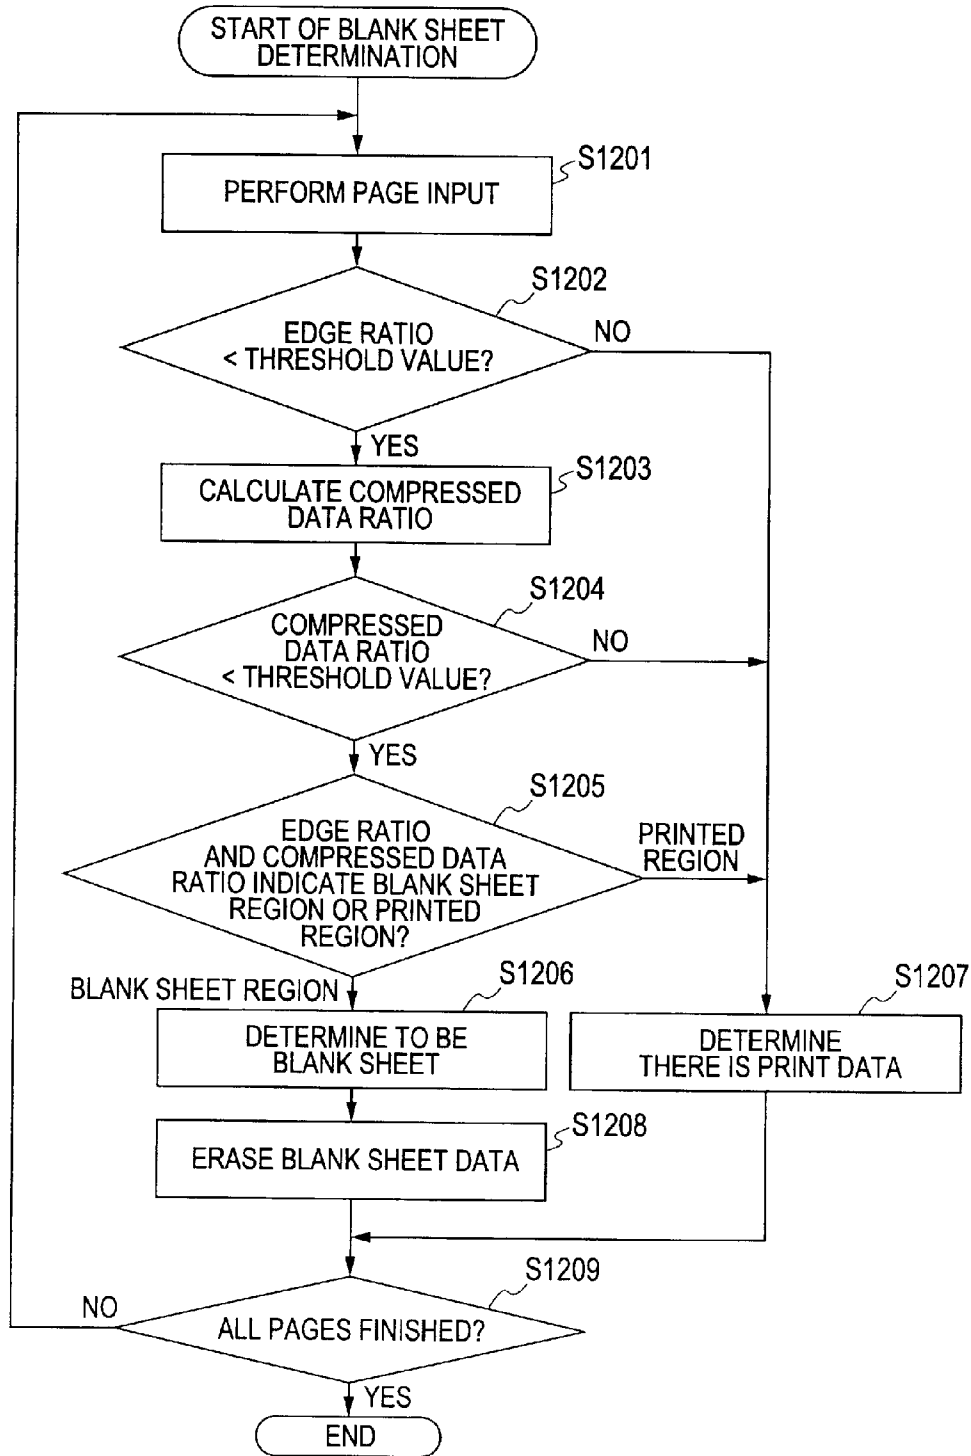 START OF BLANK SHEET
DETERMINATION
S1201
PERFORM PAGE INPUT
S1202
EDGE RATIO
< THRESHOLD VALUE?
NO
YES
S1203
CALCULATE COMPRESSED
DATA RATIO
S1204
COMPRESSED
DATA RATIO
< THRESHOLD VALUE?
NO
YES
S1205
EDGE RATIO
AND COMPRESSED DATA
RATIO INDICATE BLANK SHEET
REGION OR PRINTED
REGION?
PRINTED
REGION
BLANK SHEET REGION
S1206
DETERMINE TO BE
BLANK SHEET
S1207
DETERMINE
THERE IS PRINT DATA
S1208
ERASE BLANK SHEET DATA
S1209
ALL PAGES FINISHED?
NO
YES
END